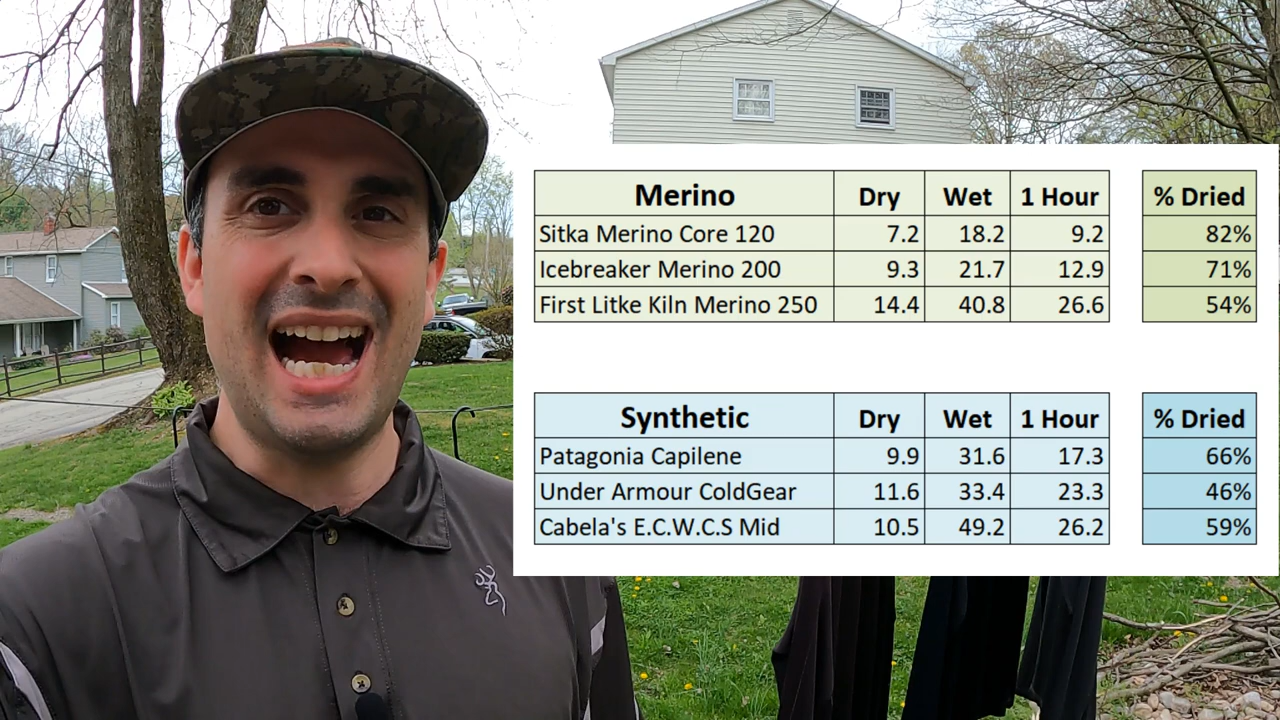 Merino Dry Wet 1 Hour % Dried
Sitka Merino Core 120 7.2 18.2 9.2 82%
Icebreaker Merino 200 9.3 21.7 12.9 71%
First Litke Kiln Merino 250 14.4 40.8 26.6 54%
Synthetic Dry Wet 1 Hour % Dried
Patagonia Capilene 9.9 31.6 17.3 66%
Under Armour ColdGear 11.6 33.4 23.3 46%
Cabela's E.C.W.C.S Mid 10.5 49.2 26.2 59%